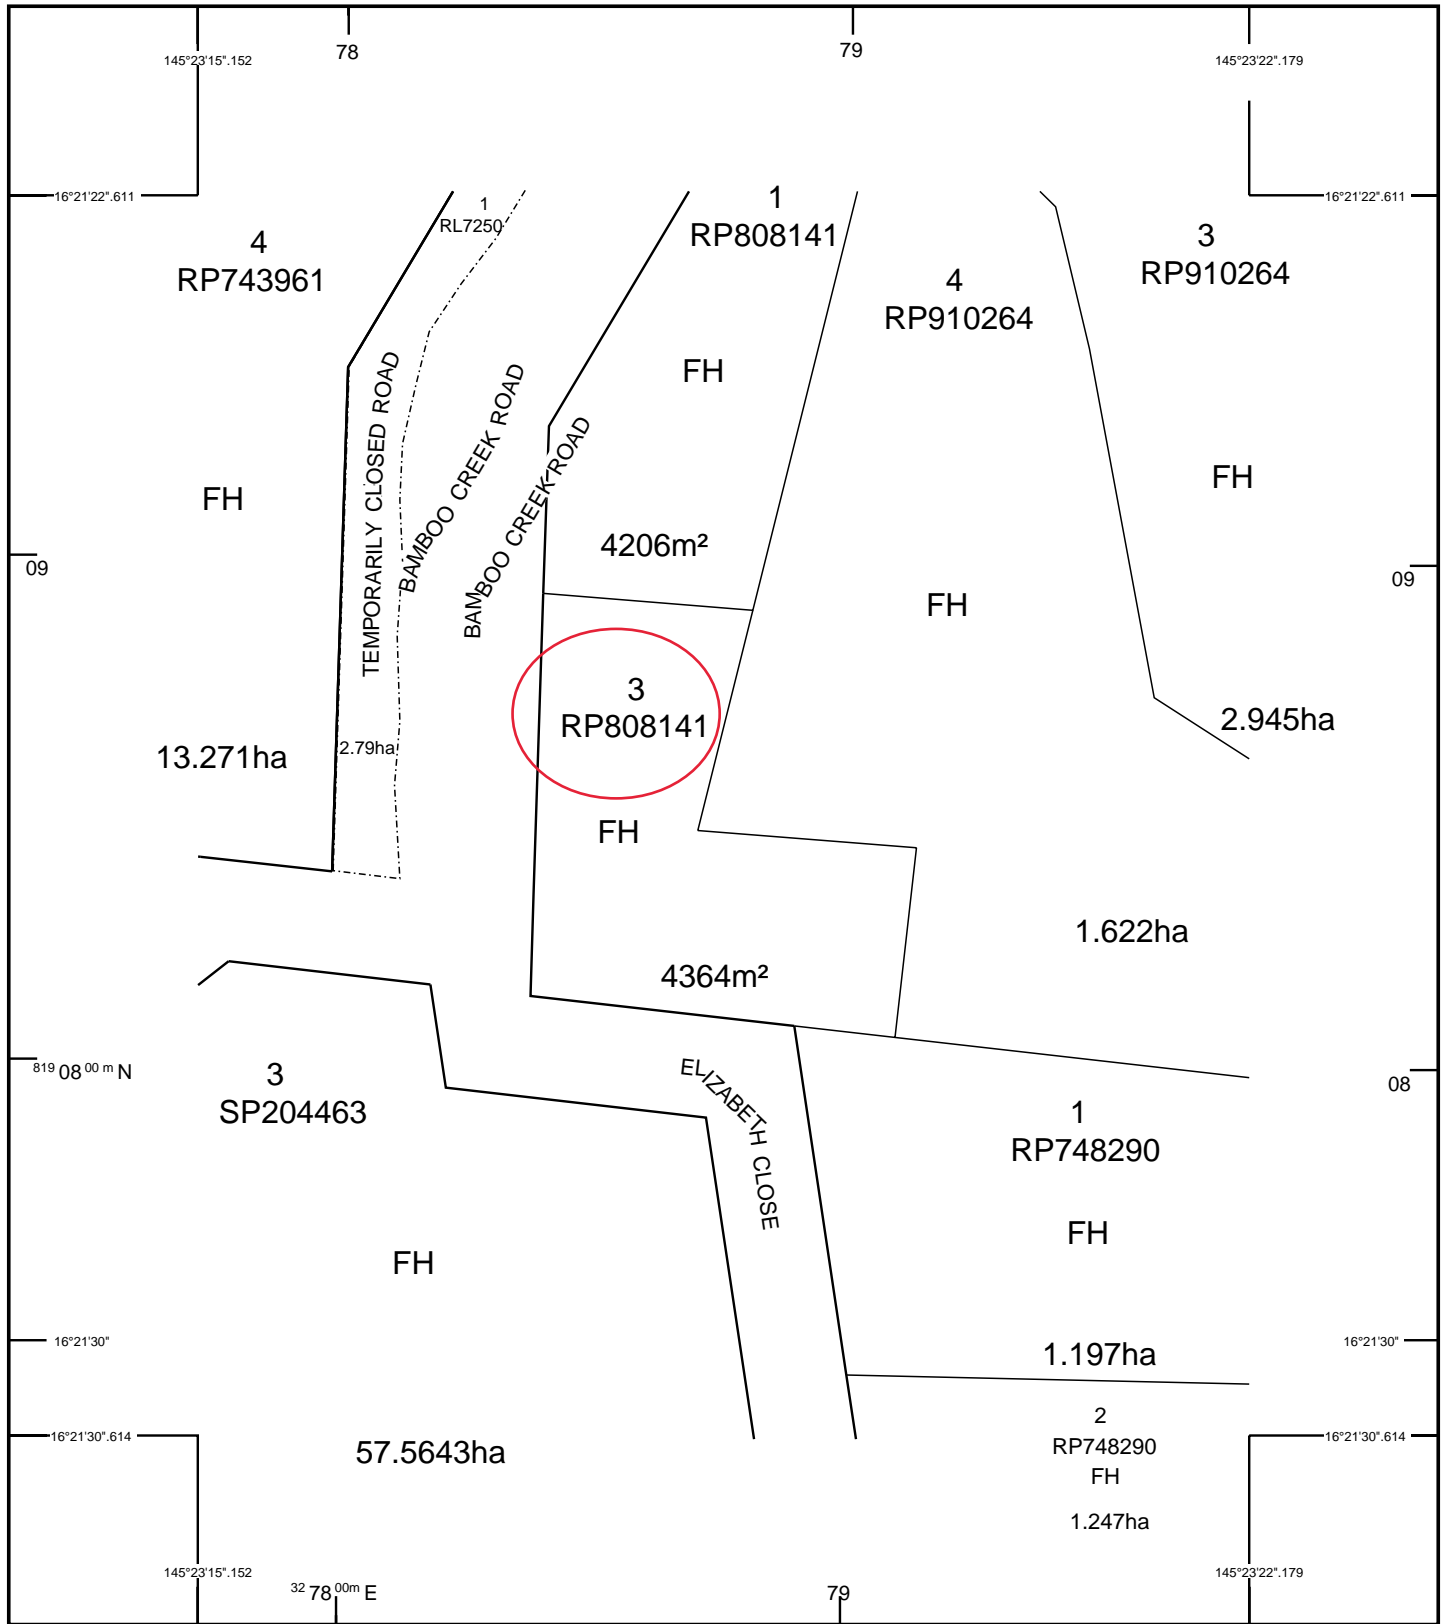 78
79
145°23'15".152
145°23'22".179
16°21'22".611
16°21'22".611
1
RL7250
1
RP808141
4
RP743961
3
RP910264
4
RP910264
FH
TEMPORARILY CLOSED ROAD
BAMBOO CREEK ROAD
BAMBOO CREEK ROAD
FH
FH
4206m²
09
09
FH
3
RP808141
2.945ha
13.271ha
2.79ha
FH
1.622ha
4364m²
819 08 00 m N
08
3
SP204463
ELIZABETH CLOSE
1
RP748290
FH
FH
16°21'30"
16°21'30"
1.197ha
2
RP748290
FH
1.247ha
16°21'30".614
16°21'30".614
57.5643ha
145°23'15".152
145°23'22".179
32 78 00m E
79